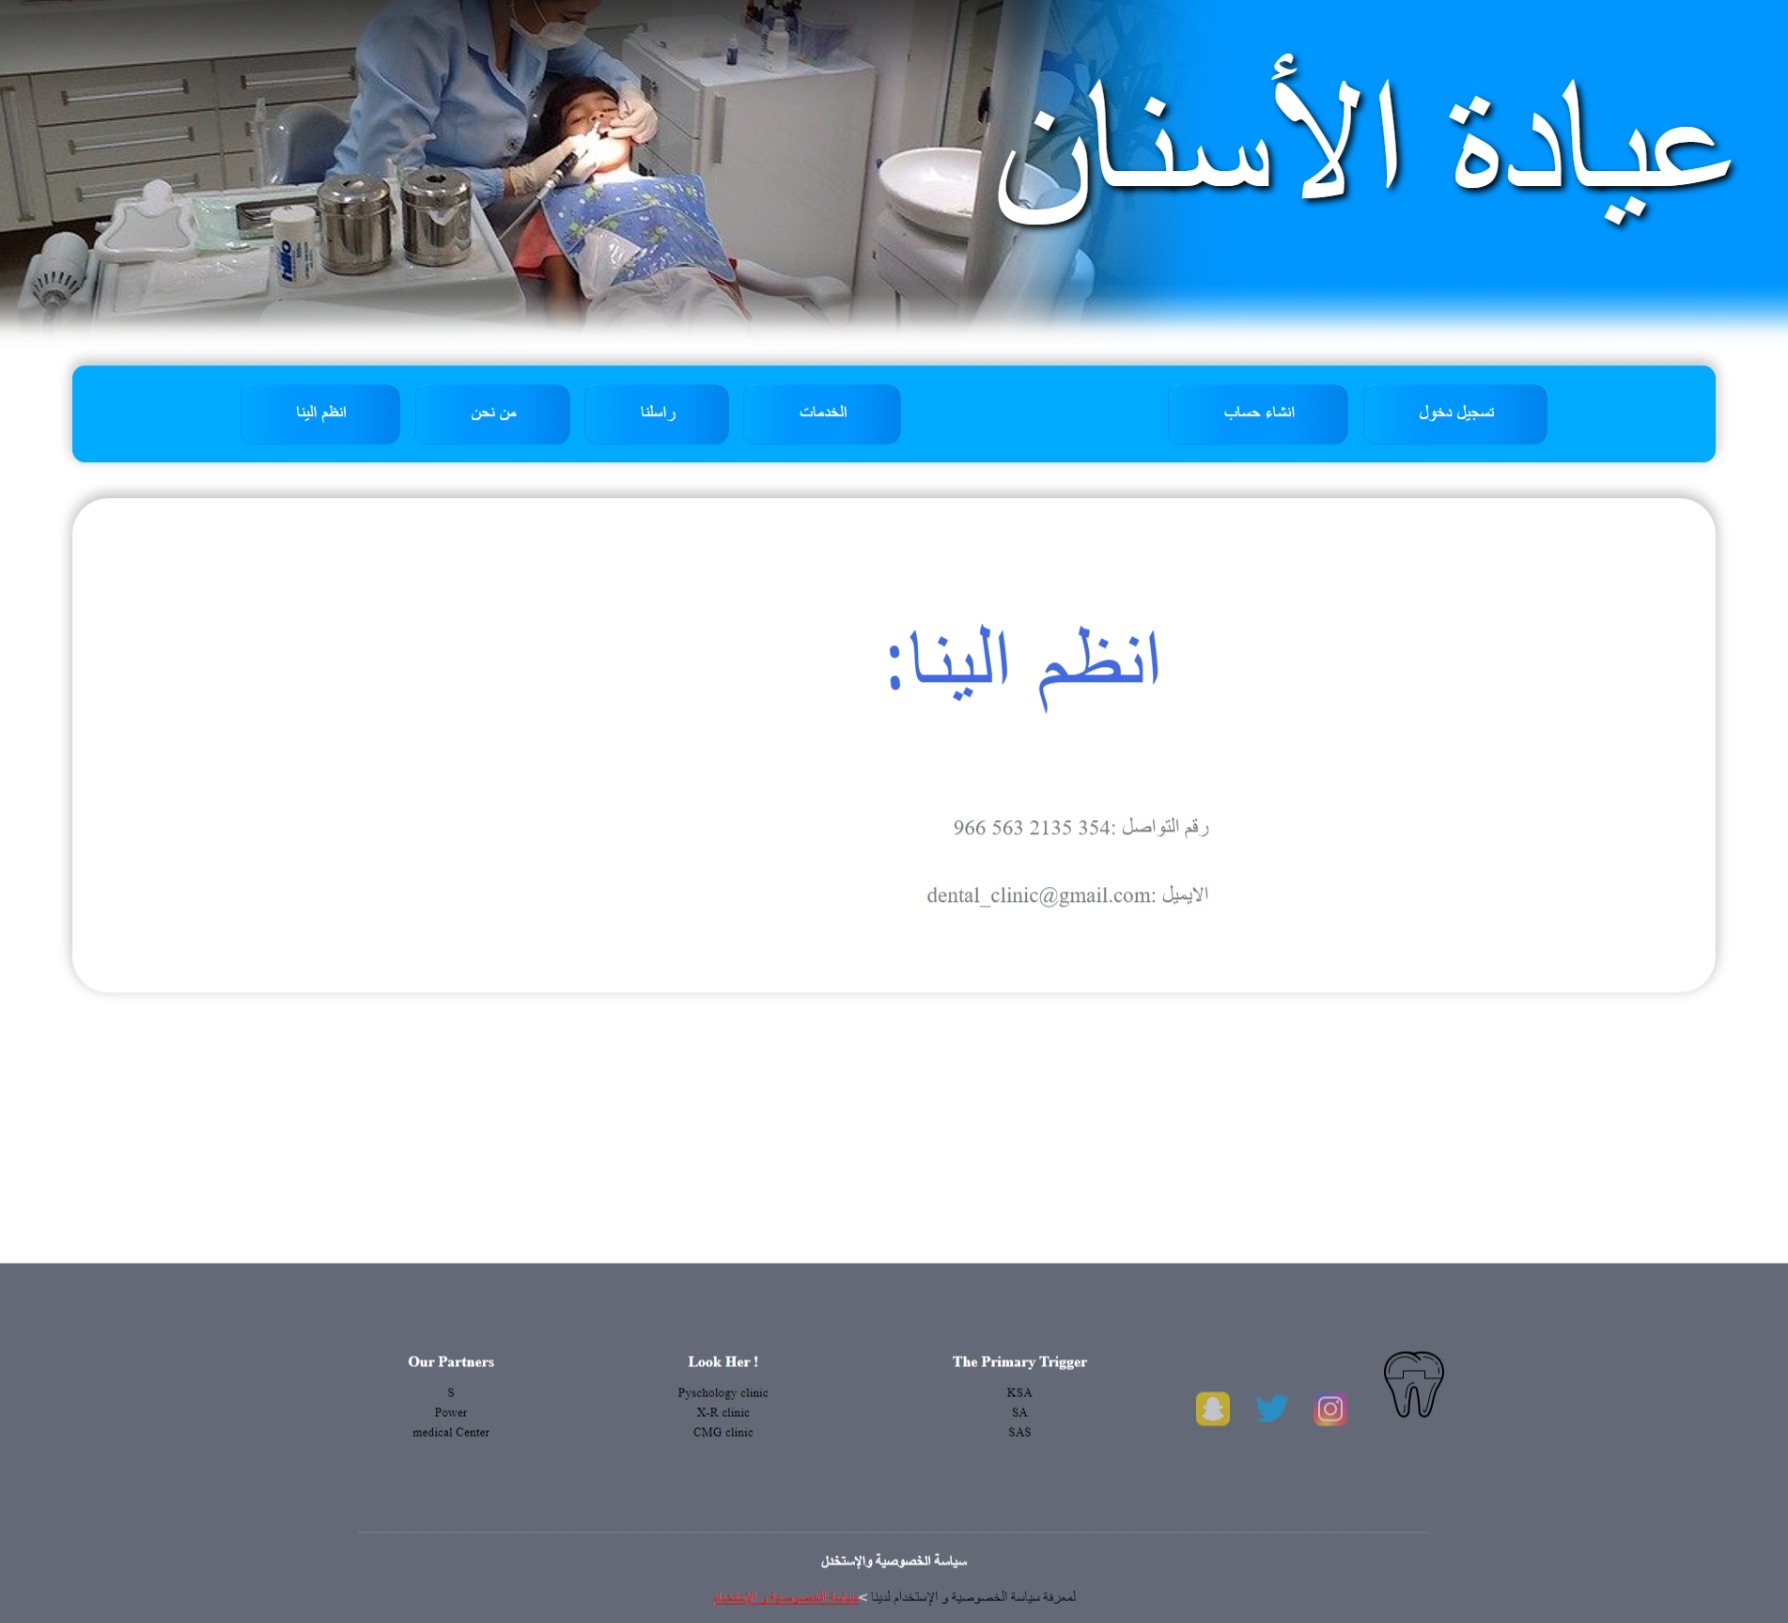 عيادة الأسنان
hillo
تسجيل دخول
انشاء حساب
الخدمات
راسلنا
من نحن
انظم الينا
انظم الينا:
رقم التواصل :966 563 2135 354
الايميل :dental_clinic@gmail.com
Our Partners
S
Power
medical Center
Look Her !
Pyschology clinic
X-R clinic
CMG clinic
The Primary Trigger
KSA
SA
SAS
سياسة الخصوصية والإستخدل
لمعرفة سياسة الخصوصية و الإستخدام لدينا >سياسة الخصوصية و الإستخدام